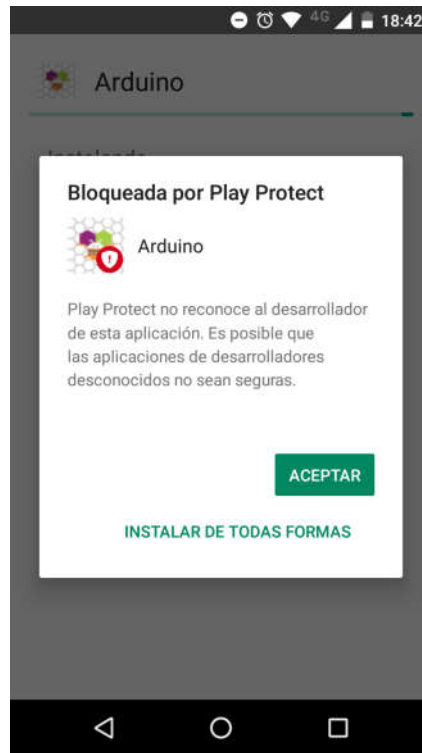 4G 18:42
Arduino
Instalando
Bloqueada por Play Protect
Arduino
Play Protect no reconoce al desarrollador
de esta aplicación. Es posible que
las aplicaciones de desarrolladores
desconocidos no sean seguras.
ACEPTAR
INSTALAR DE TODAS FORMAS